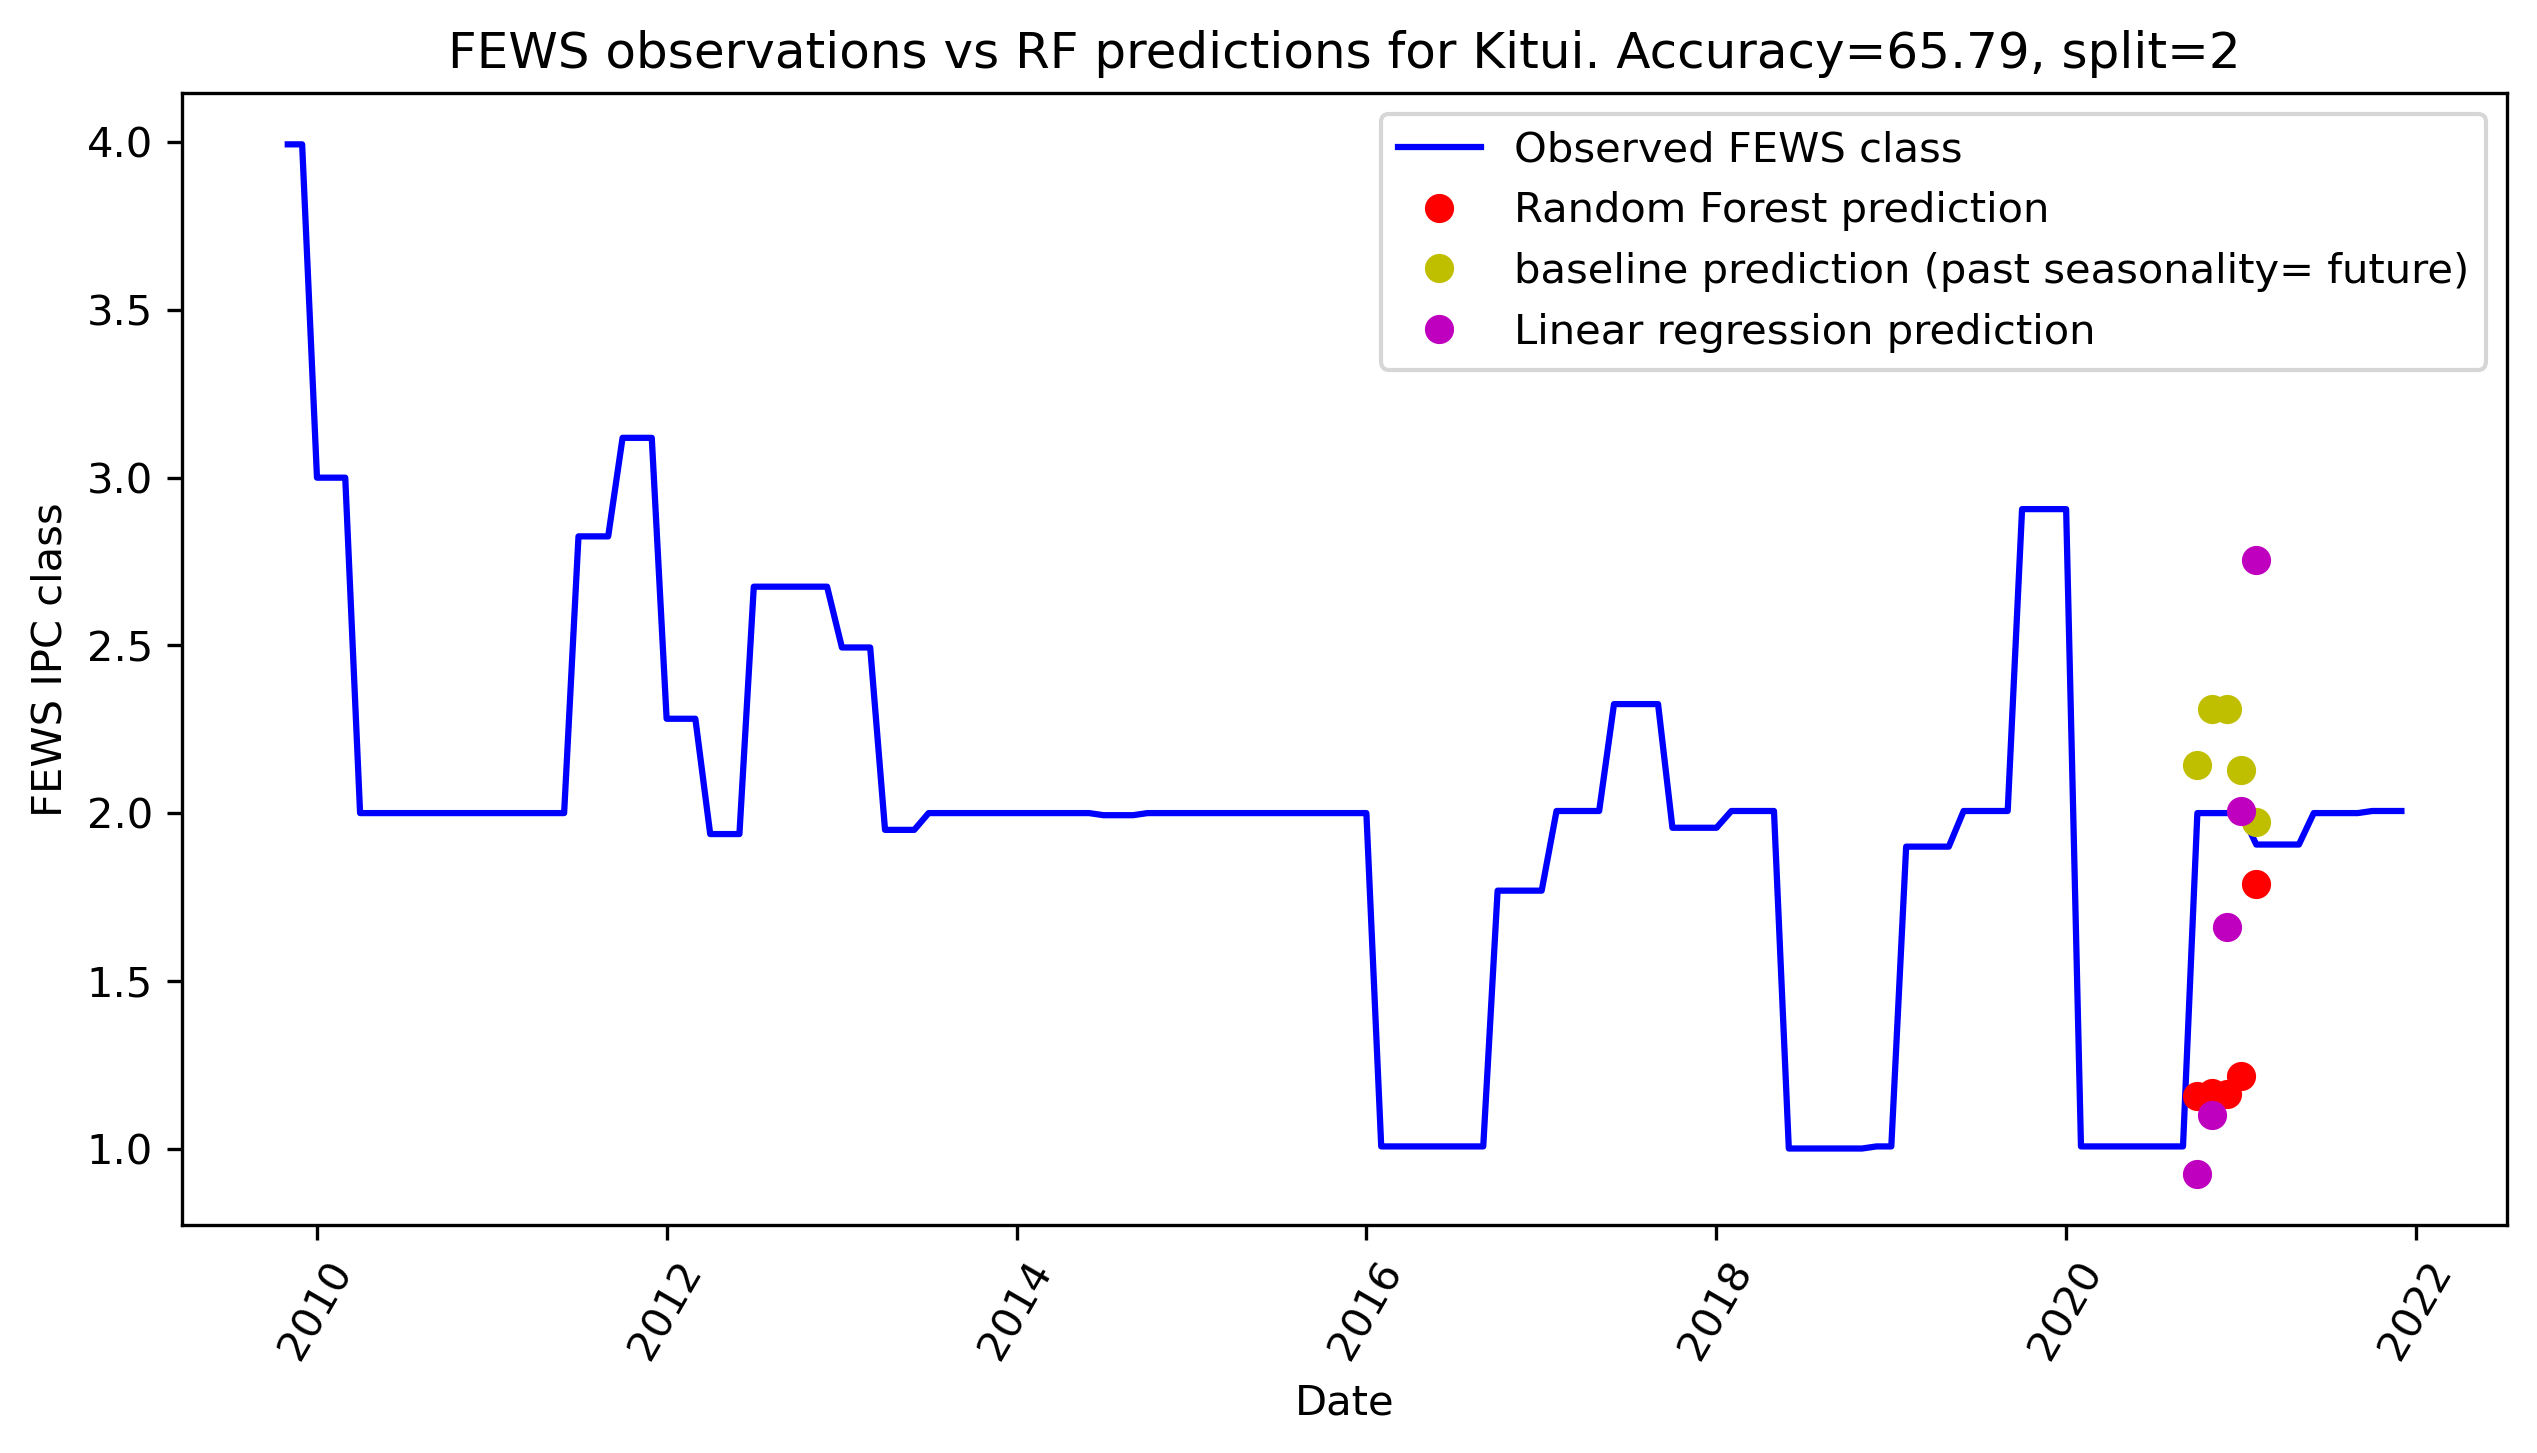 FEWS observations vs RF predictions for Kitui. Accuracy=65.79, split=2
Observed FEWS class
Random Forest prediction
baseline prediction (past seasonality= future)
Linear regression prediction
FEWS IPC class
4.0
3.5
3.0
2.5
2.0
1.5
1.0
2010
2012
2014
2016
2018
2020
2022
Date